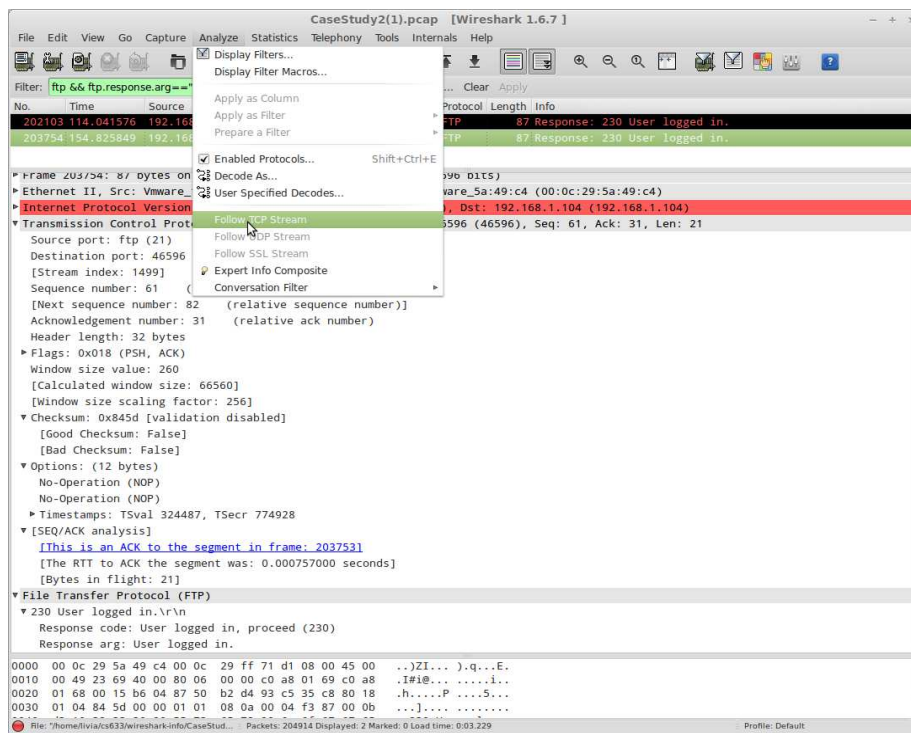 CaseStudy2(1).pcap [Wireshark 1.6.7 ]
File Edit View Go Capture Analyze Statistics Telephony Tools Internals Help
Display Filters...
Display Filter Macros...
Apply as Column
Apply as Filter
Prepare a Filter
Enabled Protocols... Shift+Ctrl+E
Decode As...
User Specified Decodes...
Follow TCP Stream
Follow UDP Stream
Follow SSL Stream
Expert Info Composite
Conversation Filter
Filter: ftp && ftp.response.arg==" ... Clear Apply
No. Time Source Protocol Length Info
202103 114.041576 192.168 FTP 87 Response: 230 User logged in.
203754 154.825849 192.168 FTP 87 Response: 230 User logged in.
Frame 203754: 87 bytes on 596 bits)
Ethernet II, Src: Vmware_ ware_5a:49:c4 (00:0c:29:5a:49:c4)
Internet Protocol Version ), Dst: 192.168.1.104 (192.168.1.104)
Transmission Control Prot 5596 (46596), Seq: 61, Ack: 31, Len: 21
Source port: ftp (21)
Destination port: 46596
[Stream index: 1499]
Sequence number: 61 (
[Next sequence number: 82 (relative sequence number)]
Acknowledgement number: 31 (relative ack number)
Header length: 32 bytes
Flags: 0x018 (PSH, ACK)
Window size value: 260
[Calculated window size: 66560]
[Window size scaling factor: 256]
Checksum: 0x845d [validation disabled]
[Good Checksum: False]
[Bad Checksum: False]
Options: (12 bytes)
No-Operation (NOP)
No-Operation (NOP)
Timestamps: TSval 324487, TSecr 774928
[SEQ/ACK analysis]
[This is an ACK to the segment in frame: 203753]
[The RTT to ACK the segment was: 0.000757000 seconds]
[Bytes in flight: 21]
File Transfer Protocol (FTP)
230 User logged in.\r\n
Response code: User logged in, proceed (230)
Response arg: User logged in.
0000 00 0c 29 5a 49 c4 00 0c 29 ff 71 d1 08 00 45 00 ..)ZI... ).q...E.
0010 00 49 23 69 40 00 80 06 00 00 c0 a8 01 69 c0 a8 .I#i@... .....i..
0020 01 68 00 15 b6 04 87 50 b2 d4 93 c5 35 c8 80 18 .h.....P ....5...
0030 01 04 84 5d 00 00 01 01 08 0a 00 04 f3 87 00 0b ...].... ........
File: "/home/livia/cs633/wireshark-info/CaseStud... Packets: 204914 Displayed: 2 Marked: 0 Load time: 0:03.229 Profile: Default